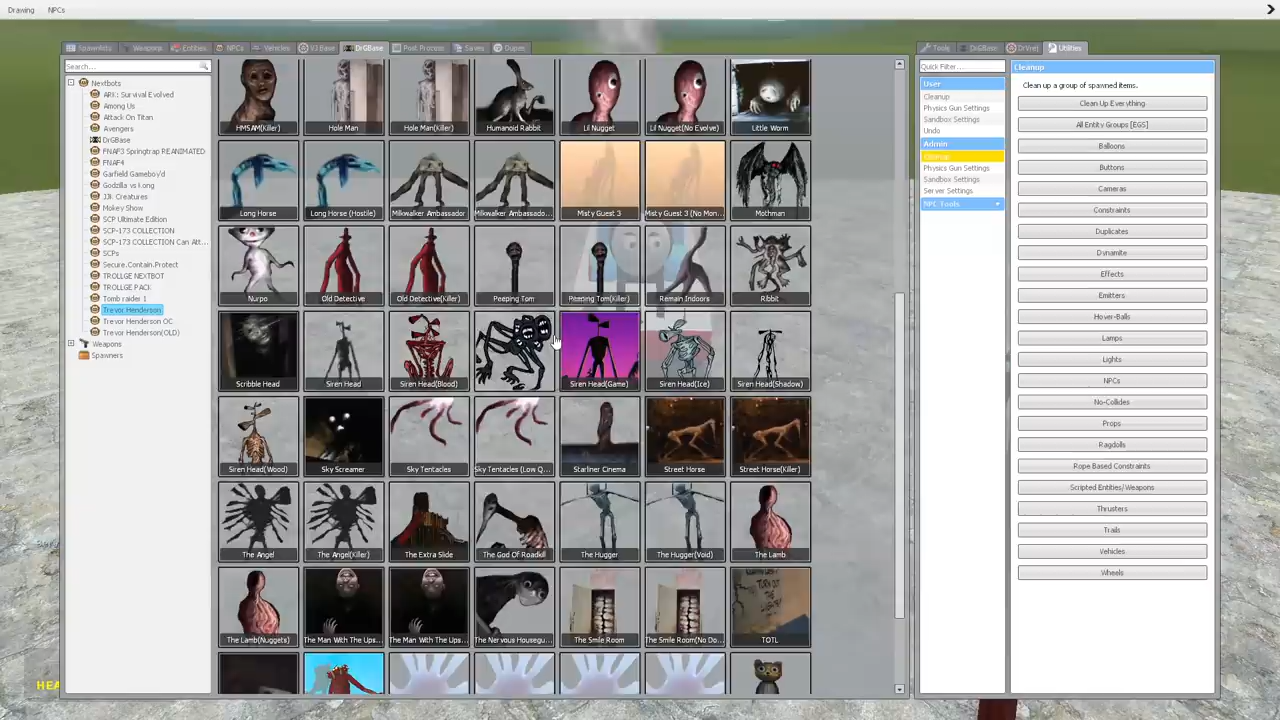 Drawing NPCs
Spawnlists Weapons Entities NPCs Vehicles VJ Base DrGBase Post Process Saves Dupes
Tools DrGBase DrVrej Utilities
Search...
Nextbots
ARK: Survival Evolved
Among Us
Attack On Titan
Avengers
DrGBase
FNAF3 Springtrap REANIMATED
FNAF4
Garfield Gameboy'd
Godzilla vs Kong
JJk Creatures
Mokey Show
SCP Ultimate Edition
SCP-173 COLLECTION
SCP-173 COLLECTION Can Att...
SCPs
Secure.Contain.Protect
TROLLGE NEXTBOT
TROLLGE PACK
Tomb raider 1
Trevor Henderson
Trevor Henderson OC
Trevor Henderson(OLD)
Weapons
Spawners
HM5AM(Killer) Hole Man Hole Man(Killer) Humanoid Rabbit Lil Nugget Lil Nugget(No Evolve) Little Worm
Long Horse Long Horse (Hostile) Milkwalker Ambassador Milkwalker Ambassado... Misty Guest 3 Misty Guest 3 (No Mon... Mothman
Nurpo Old Detective Old Detective(Killer) Peeping Tom Peeping Tom(Killer) Remain Indoors Ribbit
Scribble Head Siren Head Siren Head(Blood) Siren Head(Game) Siren Head(Ice) Siren Head(Shadow)
Siren Head(Wood) Sky Screamer Sky Tentacles Sky Tentacles (Low Q... Starliner Cinema Street Horse Street Horse(Killer)
The Angel The Angel(Killer) The Extra Slide The God Of Roadkill The Hugger The Hugger(Void) The Lamb
The Lamb(Nuggets) The Man With The Ups... The Man With The Ups... The Nervous Housegu... The Smile Room The Smile Room(No Do... TOTL
HEA
Quick Filter...
User
Cleanup
Physics Gun Settings
Sandbox Settings
Undo
Admin
Cleanup
Physics Gun Settings
Sandbox Settings
Server Settings
NPC Tools
Cleanup
Clean up a group of spawned items.
Clean Up Everything
All Entity Groups [EGS]
Balloons
Buttons
Cameras
Constraints
Duplicates
Dynamite
Effects
Emitters
Hover-Balls
Lamps
Lights
NPCs
No-Collides
Props
Ragdolls
Rope Based Constraints
Scripted Entities/Weapons
Thrusters
Trails
Vehicles
Wheels